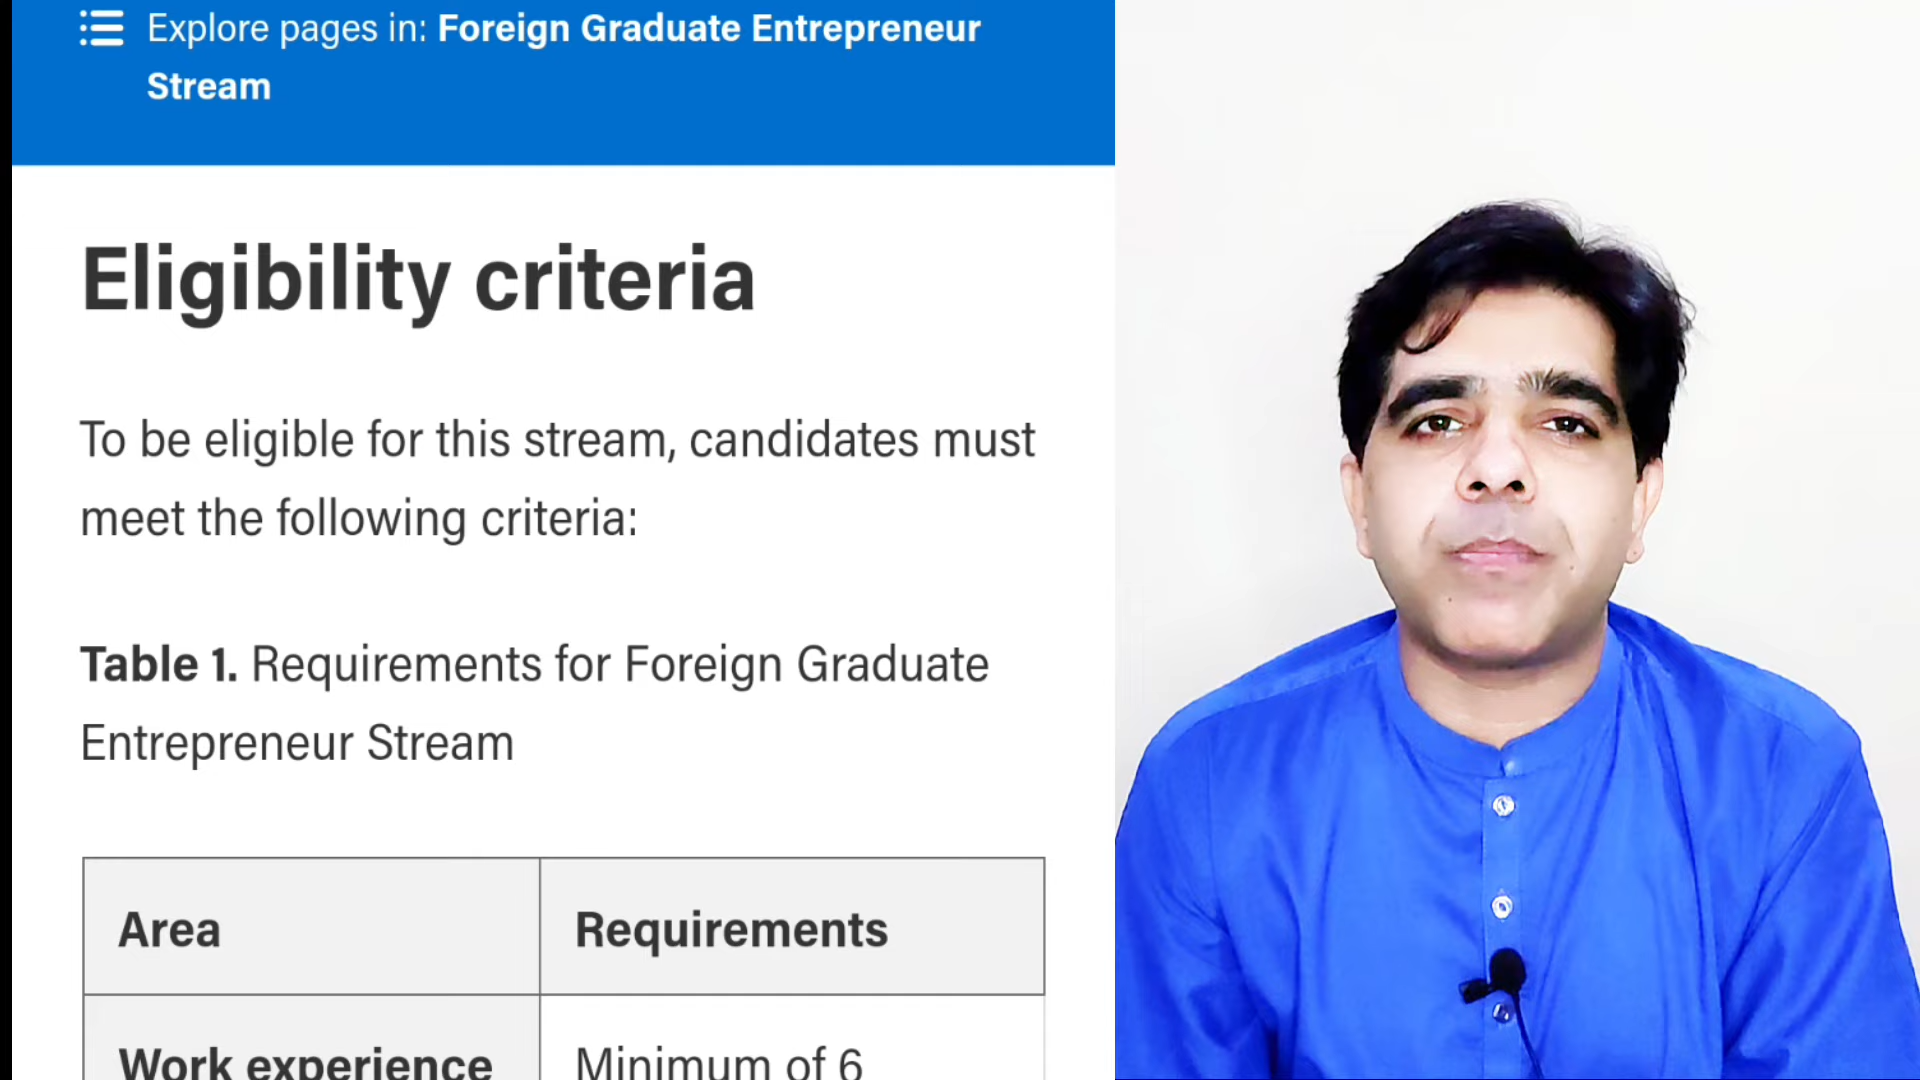 Explore pages in: Foreign Graduate Entrepreneur
Stream
Eligibility criteria
To be eligible for this stream, candidates must
meet the following criteria:
Table 1. Requirements for Foreign Graduate
Entrepreneur Stream
Area
Requirements
Work experience
Minimum of 6